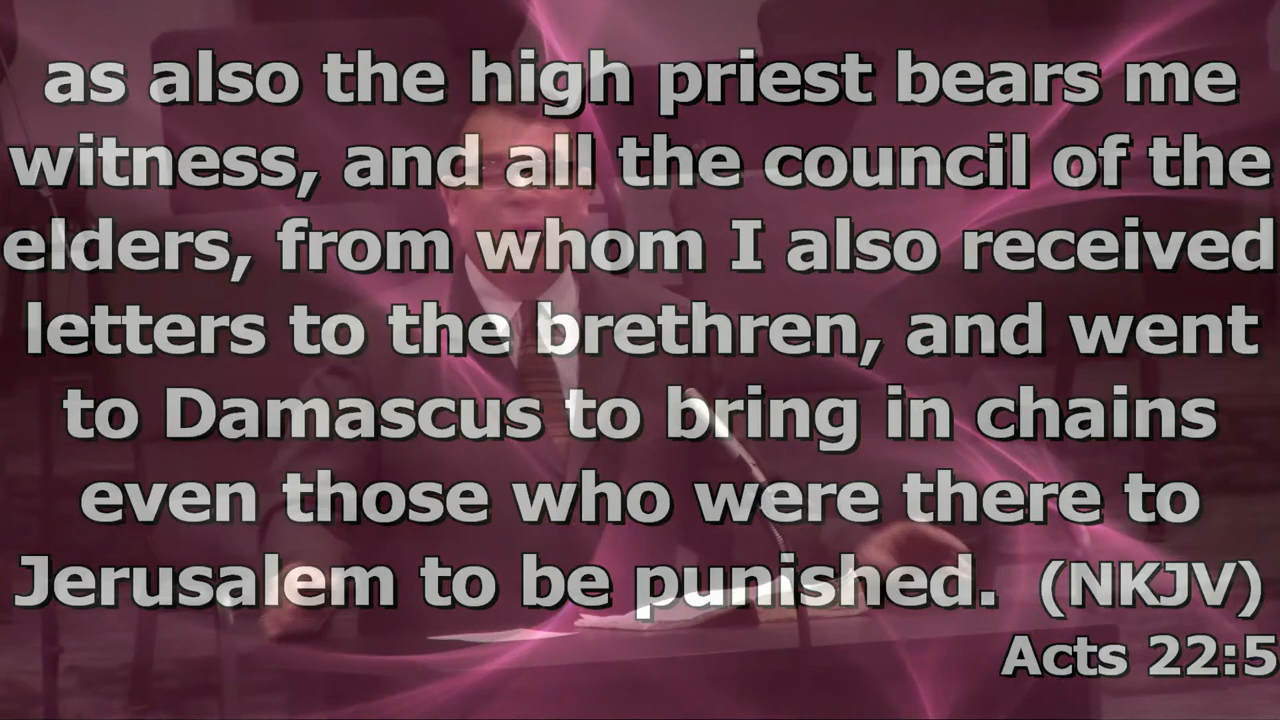 as also the high priest bears me
witness, and all the council of the
elders, from whom I also received
letters to the brethren, and went
to Damascus to bring in chains
even those who were there to
Jerusalem to be punished. (NKJV)
Acts 22:5